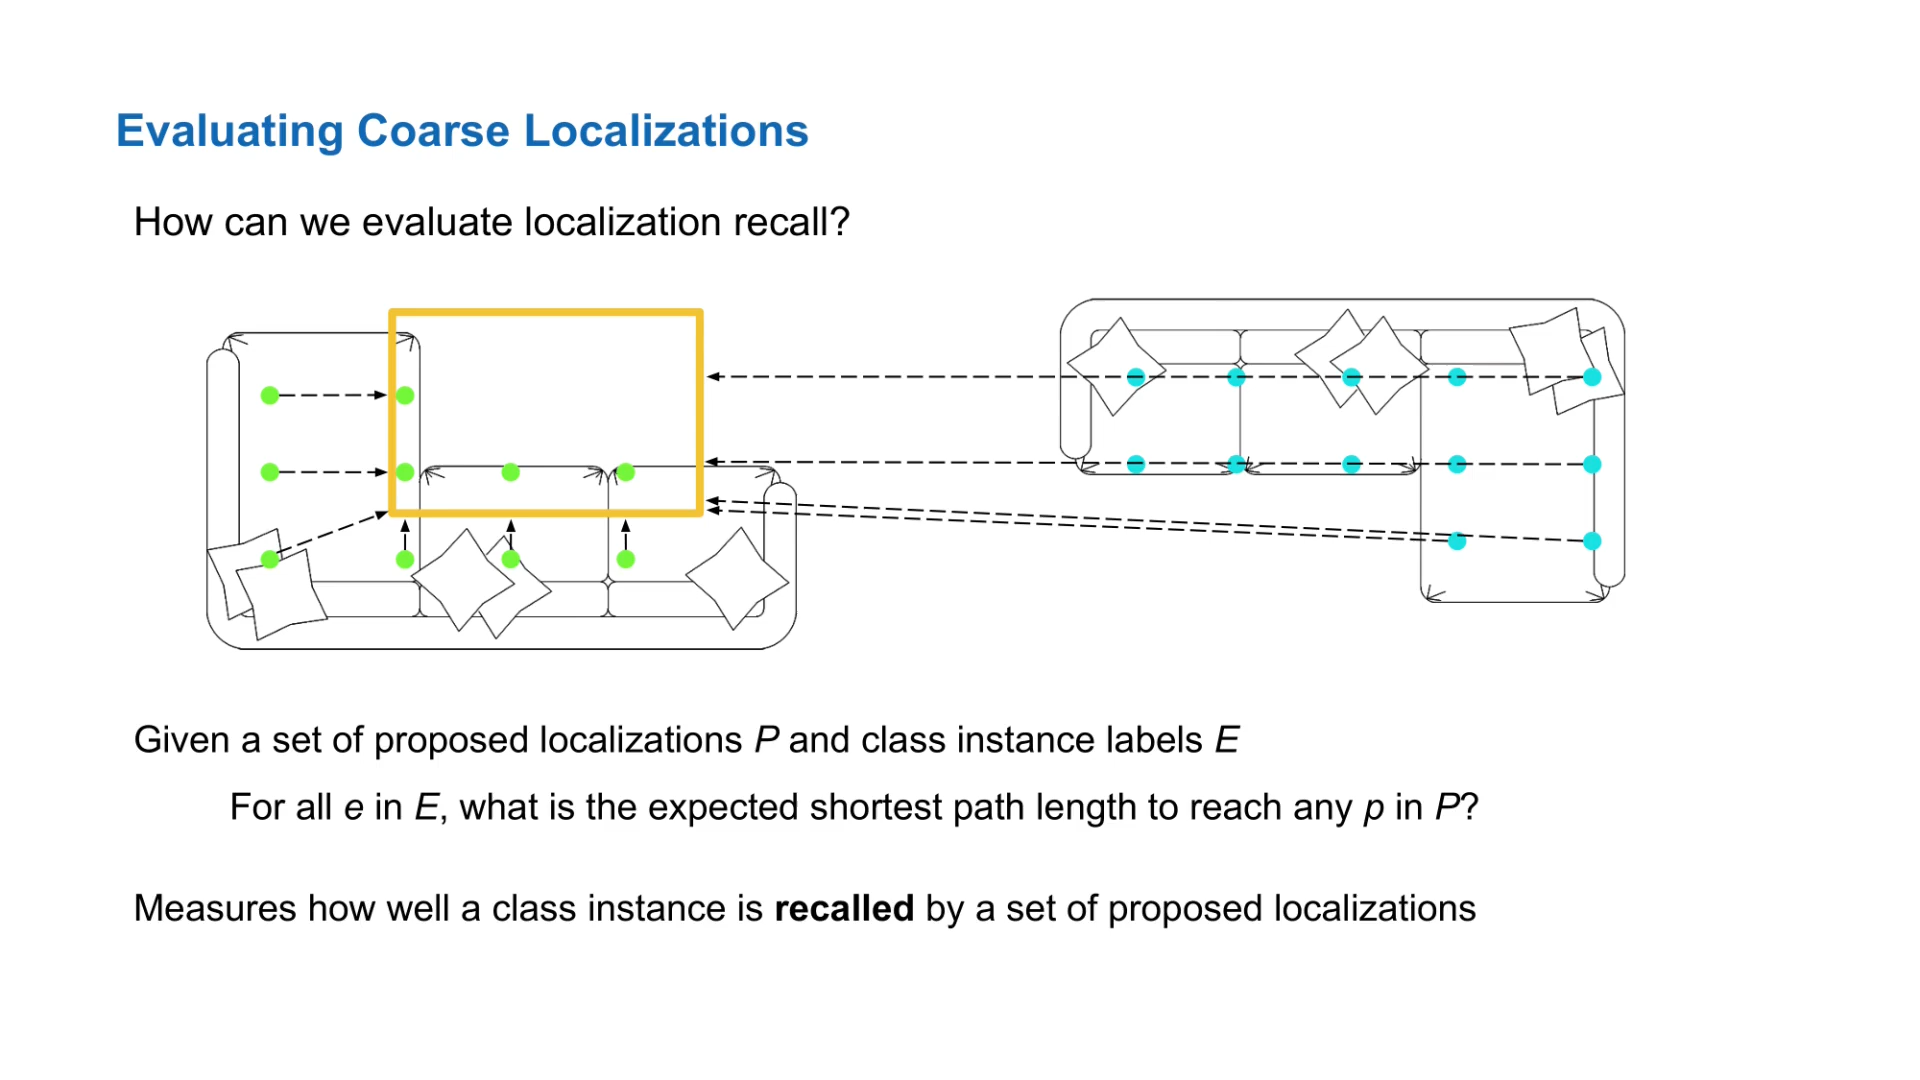 Evaluating Coarse Localizations
How can we evaluate localization recall?
Given a set of proposed localizations P and class instance labels E
For all e in E, what is the expected shortest path length to reach any p in P?
Measures how well a class instance is recalled by a set of proposed localizations